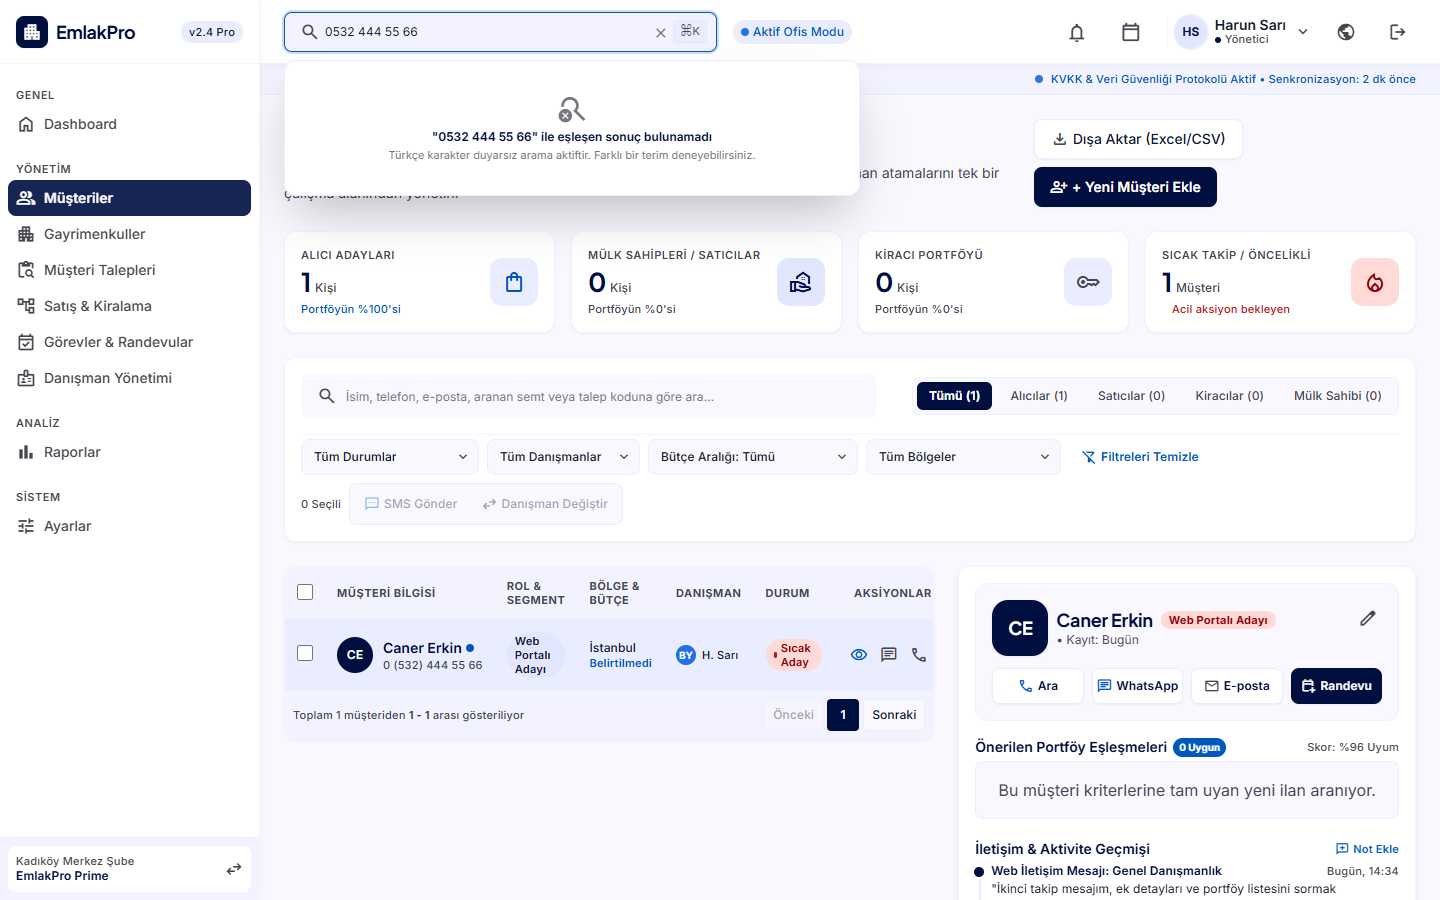 EmlakPro
v2.4 Pro
0532 444 55 66
⌘K
Aktif Ofis Modu
HS
Harun Sarı
Yönetici
KVKK & Veri Güvenliği Protokolü Aktif • Senkronizasyon: 2 dk önce
GENEL
Dashboard
YÖNETİM
Müşteriler
Gayrimenkuller
Müşteri Talepleri
Satış & Kiralama
Görevler & Randevular
Danışman Yönetimi
ANALİZ
Raporlar
SİSTEM
Ayarlar
Kadıköy Merkez Şube
EmlakPro Prime
"0532 444 55 66" ile eşleşen sonuç bulunamadı
Türkçe karakter duyarsız arama aktiftir. Farklı bir terim deneyebilirsiniz.
atamalarını tek bir
Dışa Aktar (Excel/CSV)
+ Yeni Müşteri Ekle
ALICI ADAYLARI
1 Kişi
Portföyün %100'si
MÜLK SAHİPLERİ / SATICILAR
0 Kişi
Portföyün %0'si
KİRACI PORTFÖYÜ
0 Kişi
Portföyün %0'si
SICAK TAKİP / ÖNCELİKLİ
1 Müşteri
Acil aksiyon bekleyen
İsim, telefon, e-posta, aranan semt veya talep koduna göre ara...
Tümü (1)
Alıcılar (1)
Satıcılar (0)
Kiracılar (0)
Mülk Sahibi (0)
Tüm Durumlar
Tüm Danışmanlar
Bütçe Aralığı: Tümü
Tüm Bölgeler
Filtreleri Temizle
0 Seçili
SMS Gönder
Danışman Değiştir
MÜŞTERİ BİLGİSİ
ROL & SEGMENT
BÖLGE & BÜTÇE
DANIŞMAN
DURUM
AKSİYONLAR
CE
Caner Erkin
0 (532) 444 55 66
Web Portalı Adayı
İstanbul
Belirtilmedi
BY
H. Sarı
Sıcak Aday
Toplam 1 müşteriden 1 - 1 arası gösteriliyor
Önceki
1
Sonraki
CE
Caner Erkin
Web Portalı Adayı
• Kayıt: Bugün
Ara
WhatsApp
E-posta
Randevu
Önerilen Portföy Eşleşmeleri
0 Uygun
Skor: %96 Uyum
Bu müşteri kriterlerine tam uyan yeni ilan aranıyor.
İletişim & Aktivite Geçmişi
Not Ekle
Web İletişim Mesajı: Genel Danışmanlık
Bugün, 14:34
"İkinci takip mesajım, ek detayları ve portföy listesini sormak